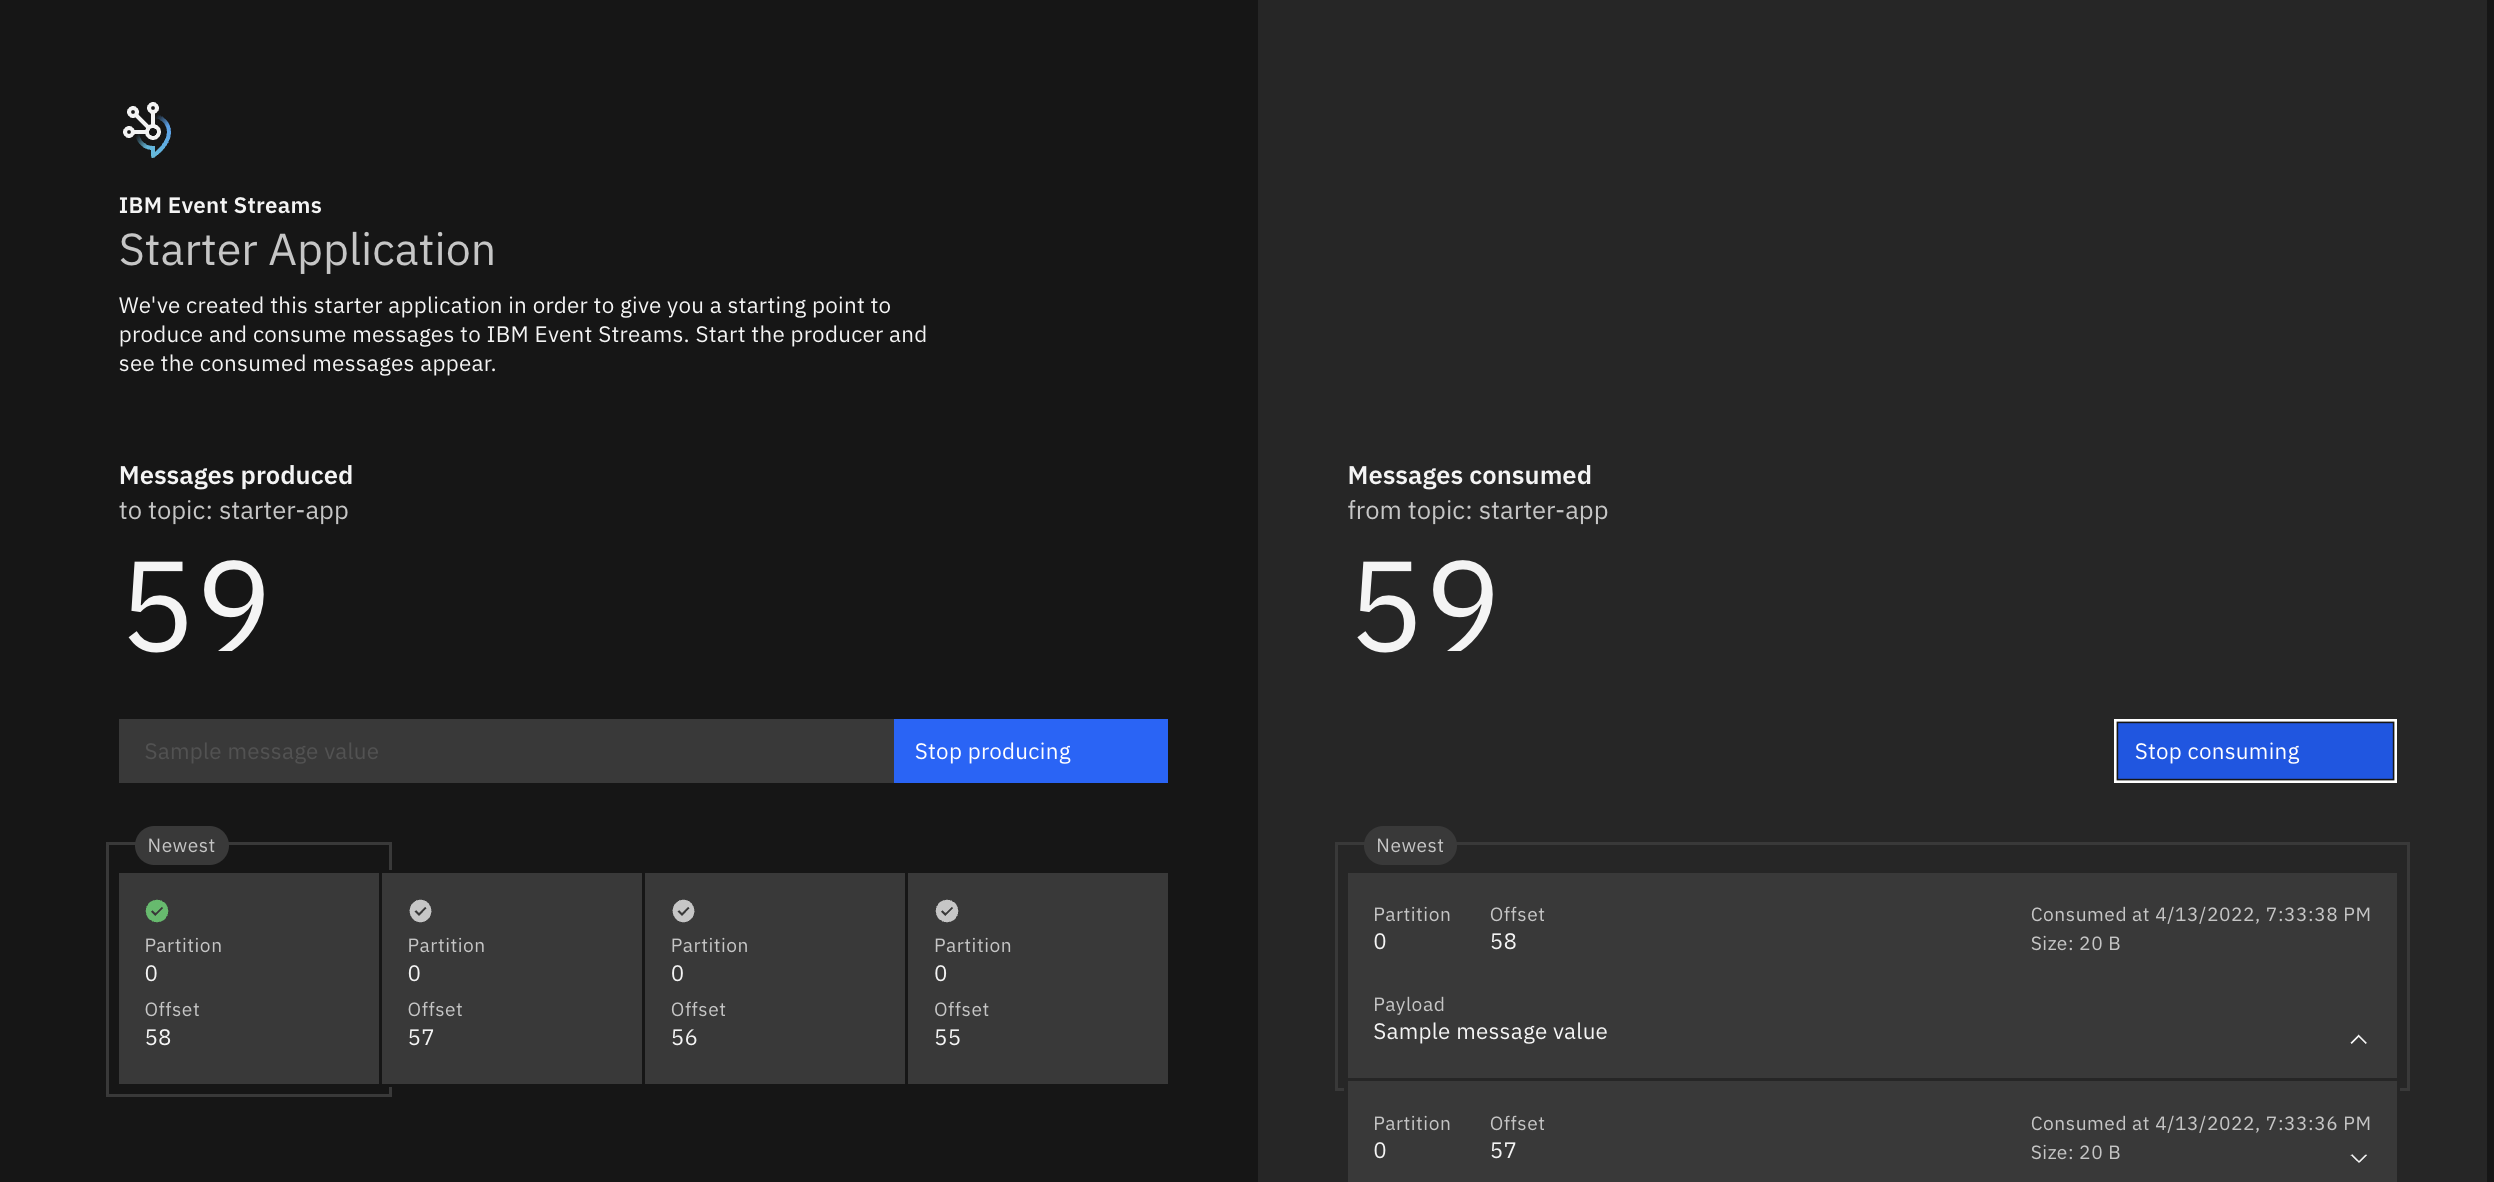 IBM Event Streams
Starter Application
We've created this starter application in order to give you a starting point to
produce and consume messages to IBM Event Streams. Start the producer and
see the consumed messages appear.
Messages produced
to topic: starter-app
59
Sample message value
Stop producing
Newest
Partition
0
Offset
58
Partition
0
Offset
57
Partition
0
Offset
56
Partition
0
Offset
55
Messages consumed
from topic: starter-app
59
Stop consuming
Newest
Partition Offset Consumed at 4/13/2022, 7:33:38 PM
0 58 Size: 20 B
Payload
Sample message value
Partition Offset Consumed at 4/13/2022, 7:33:36 PM
0 57 Size: 20 B